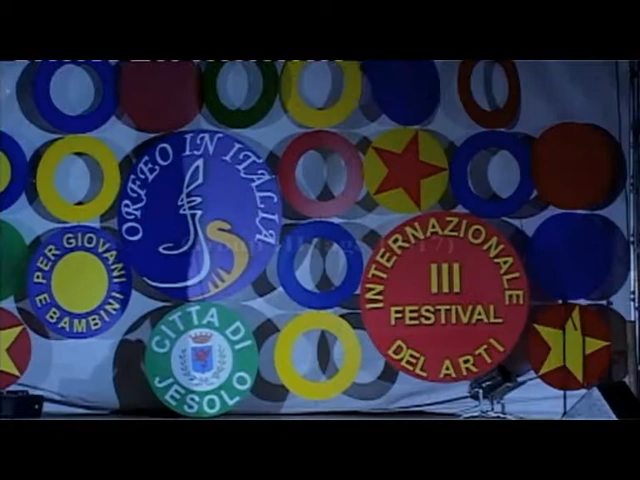 ORFEO IN ITALIA
PER GIOVANI
E BAMBINI
CITTA DI
JESOLO
INTERNAZIONALE
III
FESTIVAL
DEL ARTI